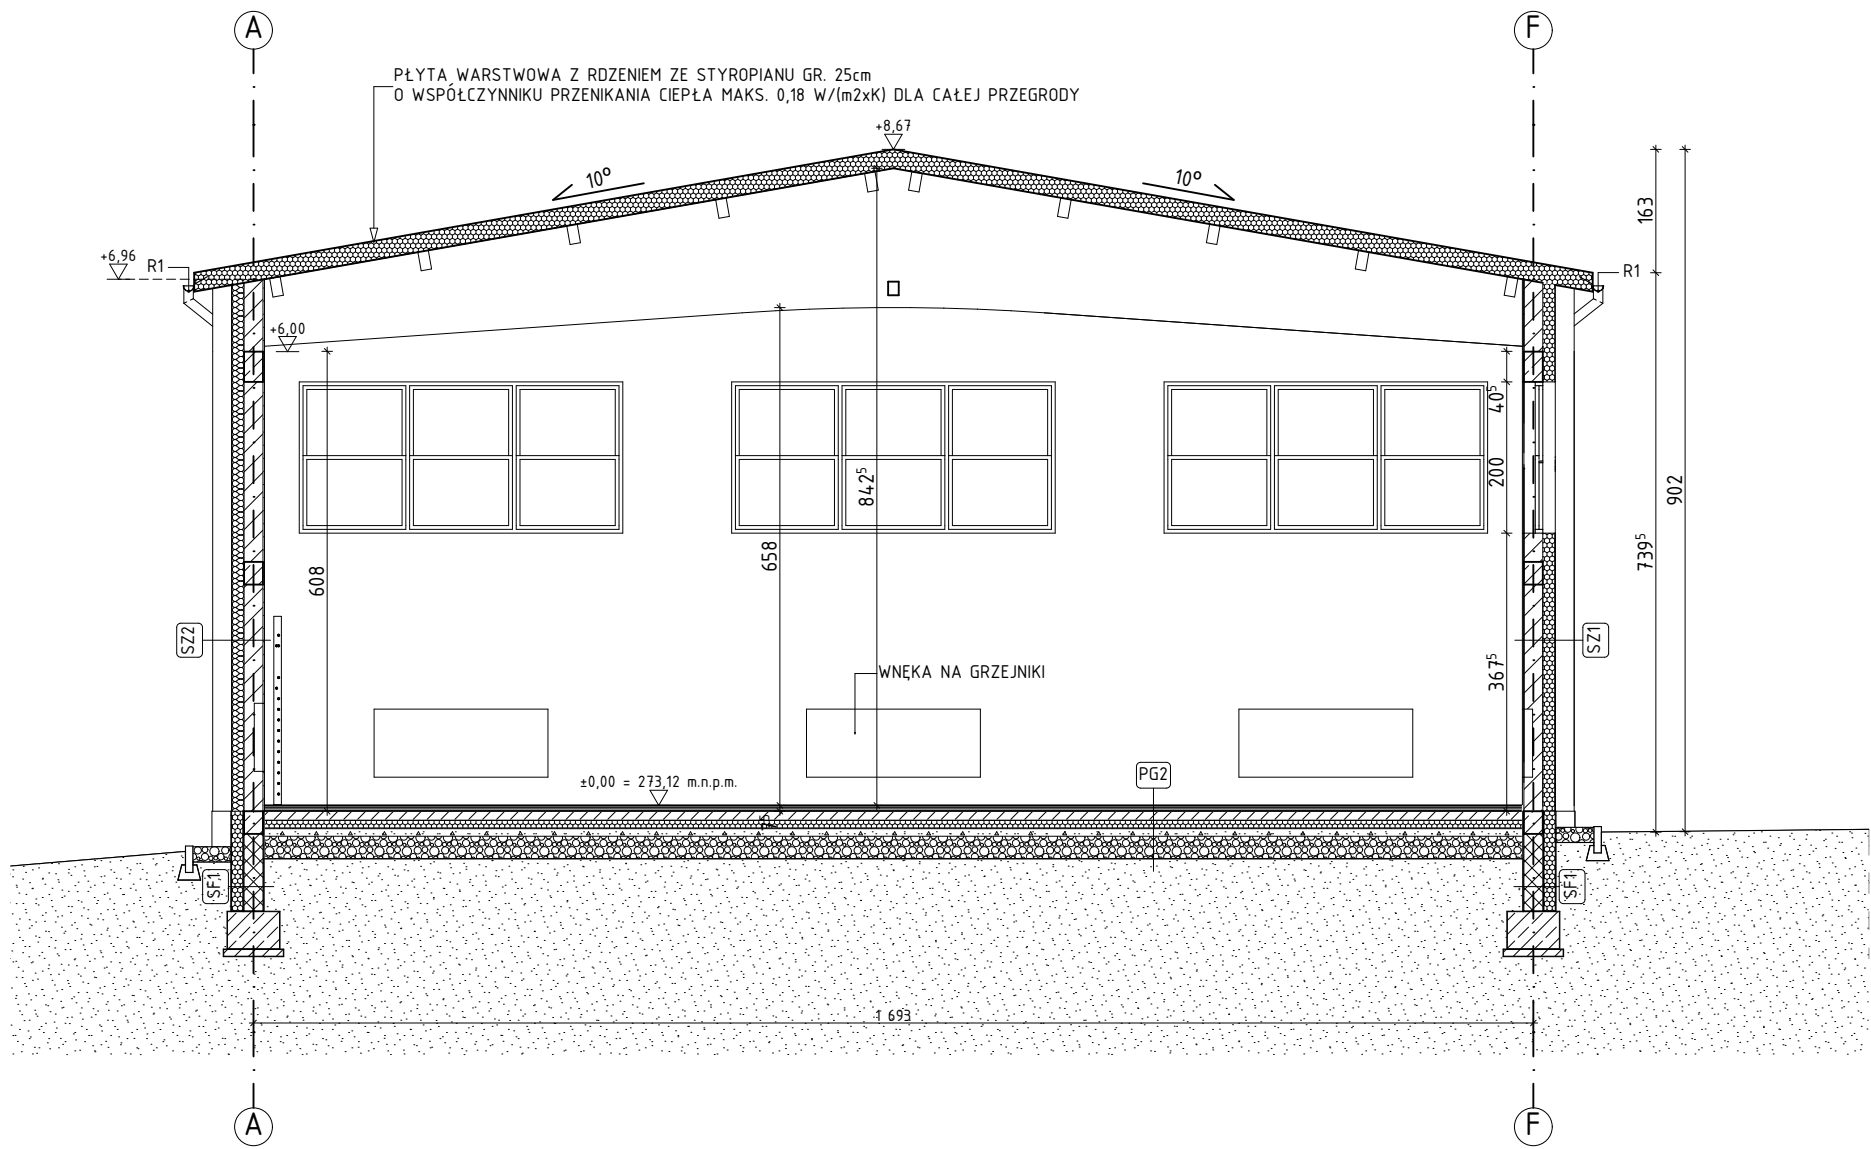 A
F
PŁYTA WARSTWOWA Z RDZENIEM ZE STYROPIANU GR. 25cm
O WSPÓŁCZYNNIKU PRZENIKANIA CIEPŁA MAKS. 0,18 W/(m2xK) DLA CAŁEJ PRZEGRODY
+8,67
10°
10°
163
+6,96
R1
R1
+6,00
40⁵
200
842⁵
902
658
739⁵
608
SZ2
SZ1
367⁵
WNĘKA NA GRZEJNIKI
±0,00 = 273,12 m.n.p.m.
PG2
7⁵
SF1
SF1
1 693
A
F